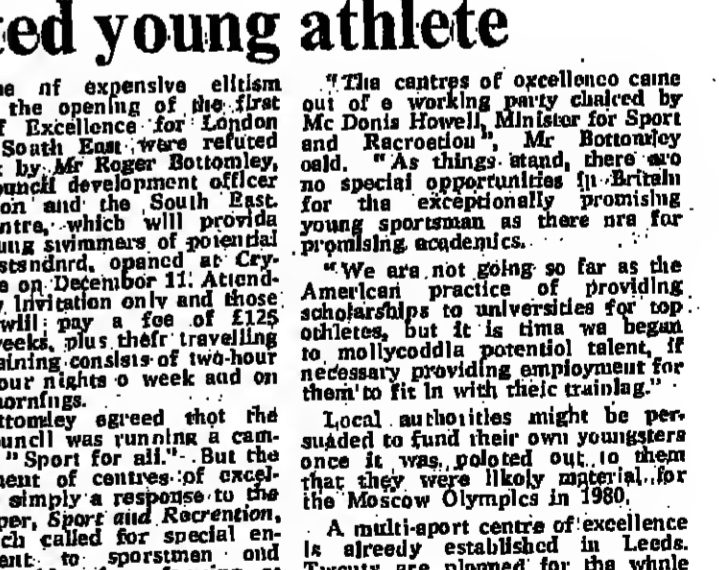 ted young athlete
ne of expensive elitism
the opening of the first
f Excellence for London
South East were refuted
by Mr Roger Bottomley,
ouncil development officer
on and the South East.
ntre, which will provide
ung swimmers of potential
standard, opened at Cry-
e on December 11. Attend-
y invitation only and those
will pay a fee of £125
weeks, plus their travelling
aining consists of two-hour
our nights a week and on
mornings.
ttomley agreed that the
uncil was running a cam-
"Sport for all." But the
ment of centres of excel-
simply a response to the
per, Sport and Recreation,
ch called for special en-
ent to sportsmen and
"The centres of excellence came
out of a working party chaired by
Mr Denis Howell, Minister for Sport
and Recreation", Mr Bottomley
said. "As things stand, there are
no special opportunities in Britain
for the exceptionally promising
young sportsman as there are for
promising academics.
"We are not going so far as the
American practice of providing
scholarships to universities for top
athletes, but it is time we began
to mollycoddle potential talent, if
necessary providing employment for
them to fit in with their training."
Local authorities might be per-
suaded to fund their own youngsters
once it was pointed out to them
that they were likely material for
the Moscow Olympics in 1980.
A multi-sport centre of excellence
is already established in Leeds.
Twenty are planned for the whole